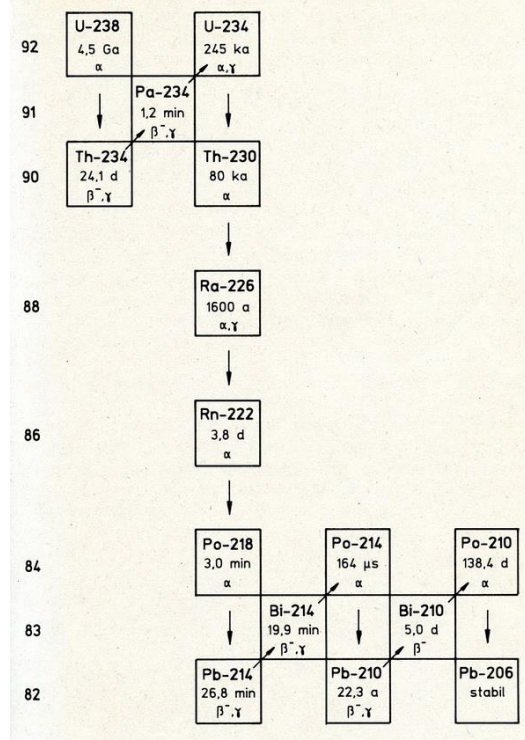 92
U-238
4,5 Ga
α
U-234
245 ka
α,γ
91
Pa-234
1,2 min
β⁻,γ
90
Th-234
24,1 d
β⁻,γ
Th-230
80 ka
α
88
Ra-226
1600 a
α,γ
86
Rn-222
3,8 d
α
84
Po-218
3,0 min
α
Po-214
164 µs
α
Po-210
138,4 d
α
83
Bi-214
19,9 min
β⁻,γ
Bi-210
5,0 d
β⁻
82
Pb-214
26,8 min
β⁻,γ
Pb-210
22,3 a
β⁻,γ
Pb-206
stabil